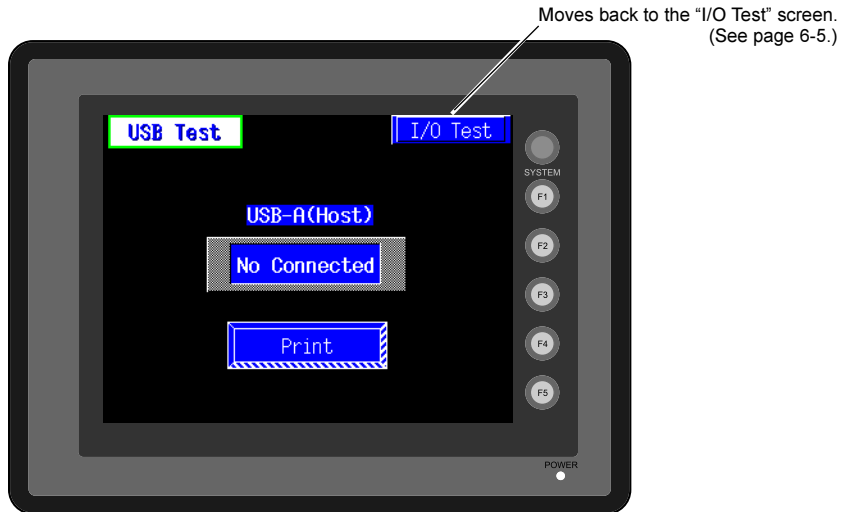 Moves back to the “I/O Test” screen.
(See page 6-5.)
USB Test
I/O Test
SYSTEM
F1
USB-A(Host)
F2
No Connected
F3
Print
F4
F5
POWER